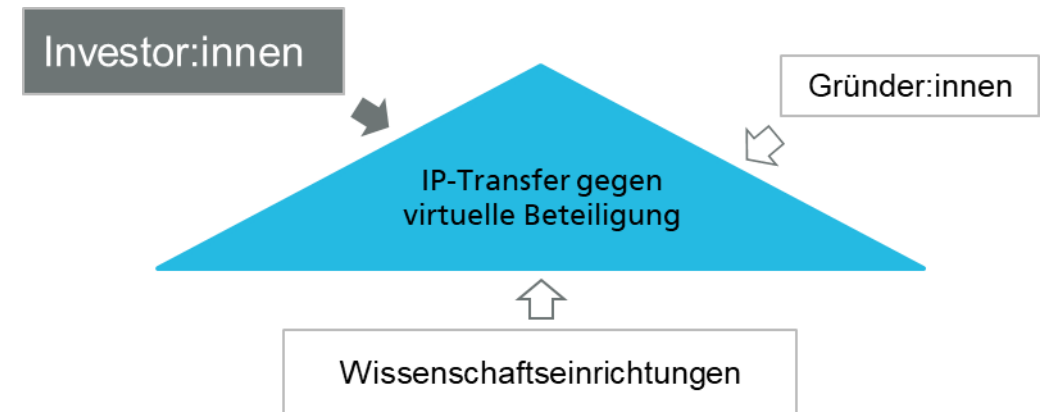 Investor:innen
Gründer:innen
IP-Transfer gegen
virtuelle Beteiligung
Wissenschaftseinrichtungen